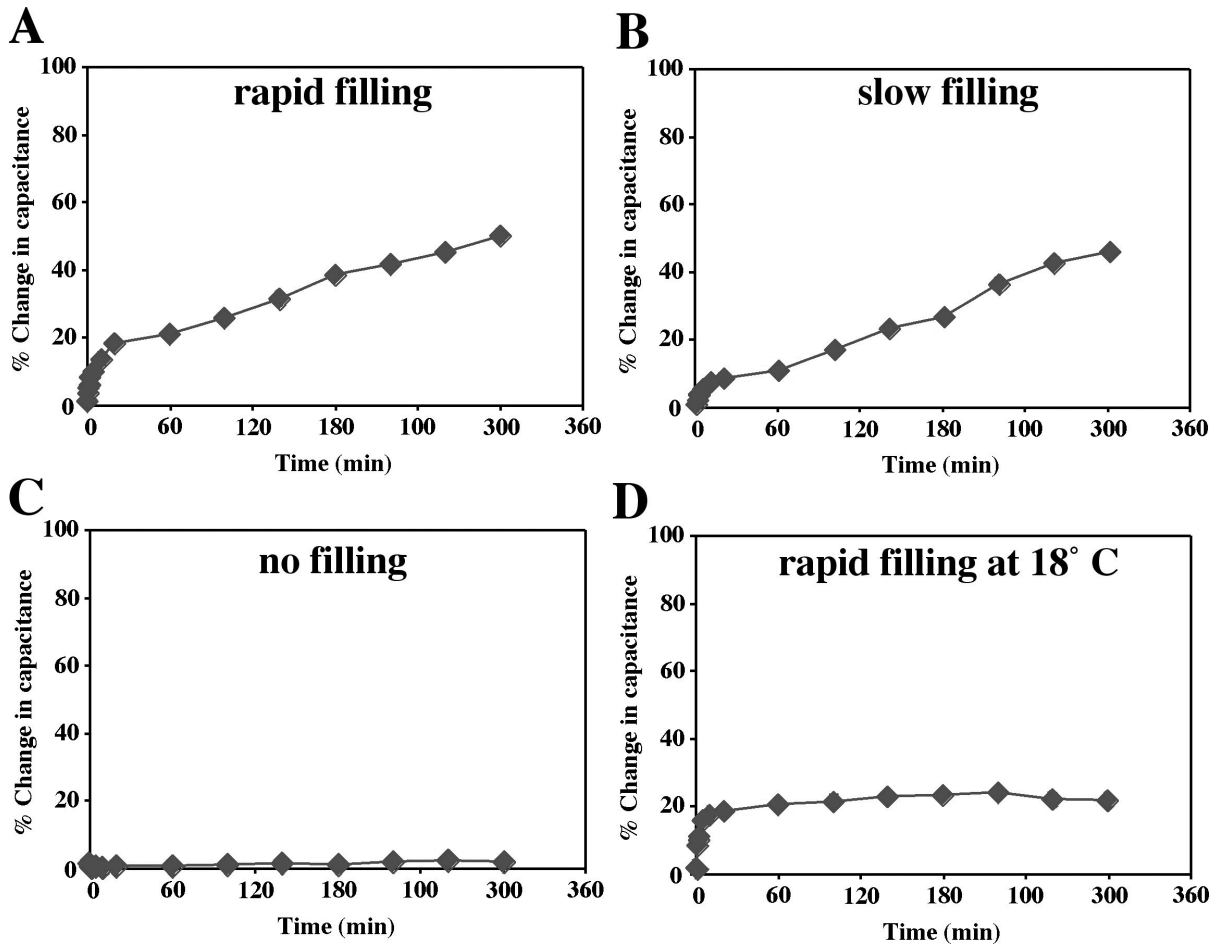 A
rapid filling
% Change in capacitance
100
80
60
40
20
0
0 60 120 180 100 300 360
Time (min)
B
slow filling
% Change in capacitance
100
80
60
40
20
0
0 60 120 180 100 300 360
Time (min)
C
no filling
% Change in capacitance
100
80
60
40
20
0
0 60 120 180 100 300 360
Time (min)
D
rapid filling at 18° C
% Change in capacitance
100
80
60
40
20
0
0 60 120 180 100 300 360
Time (min)